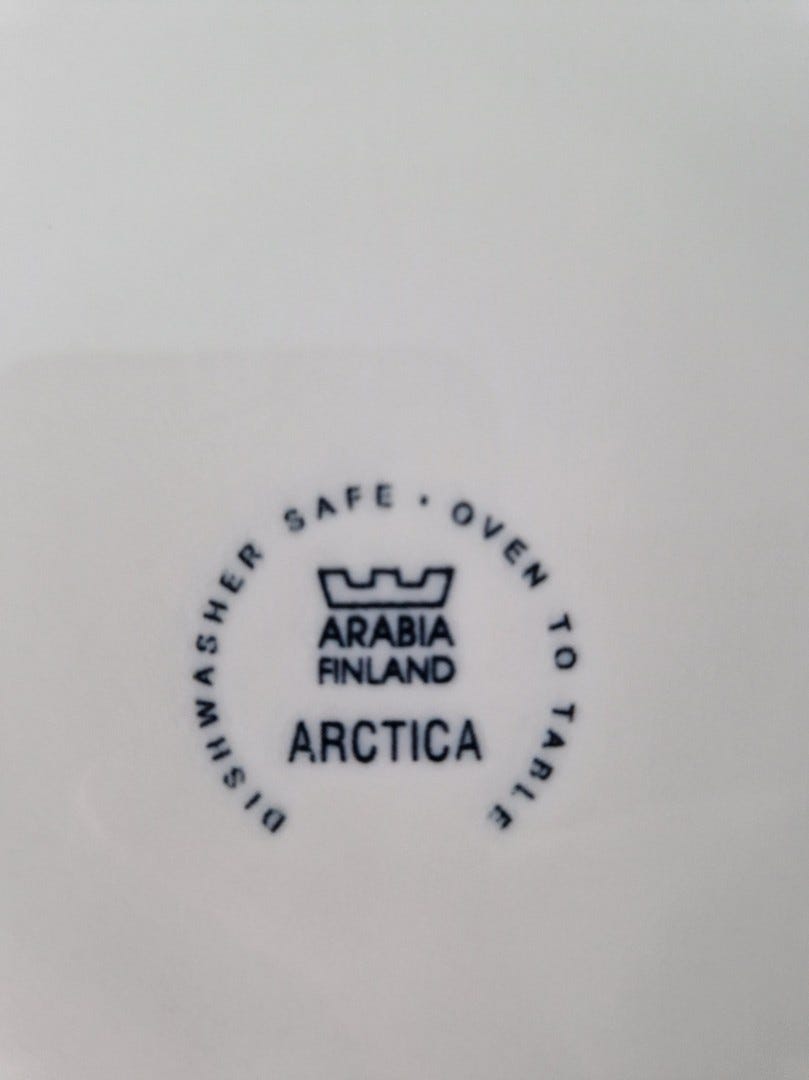 DISHWASHER SAFE · OVEN TO TABLE
ARABIA
FINLAND
ARCTICA